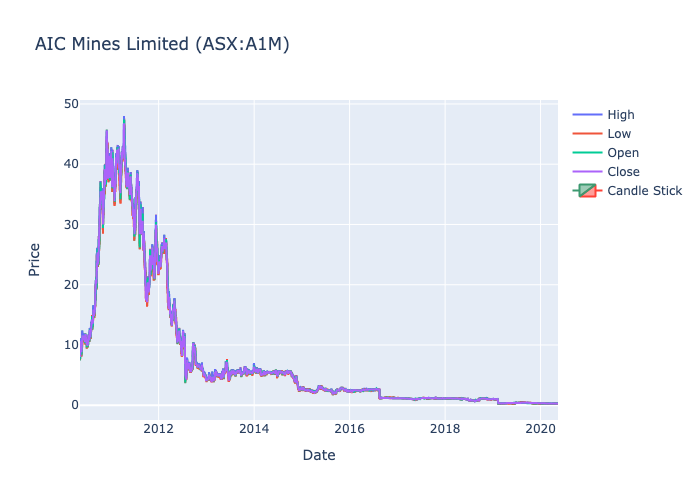 AIC Mines Limited (ASX:A1M)
50
40
30
20
10
0
Price
2012
2014
2016
2018
2020
Date
High
Low
Open
Close
Candle Stick